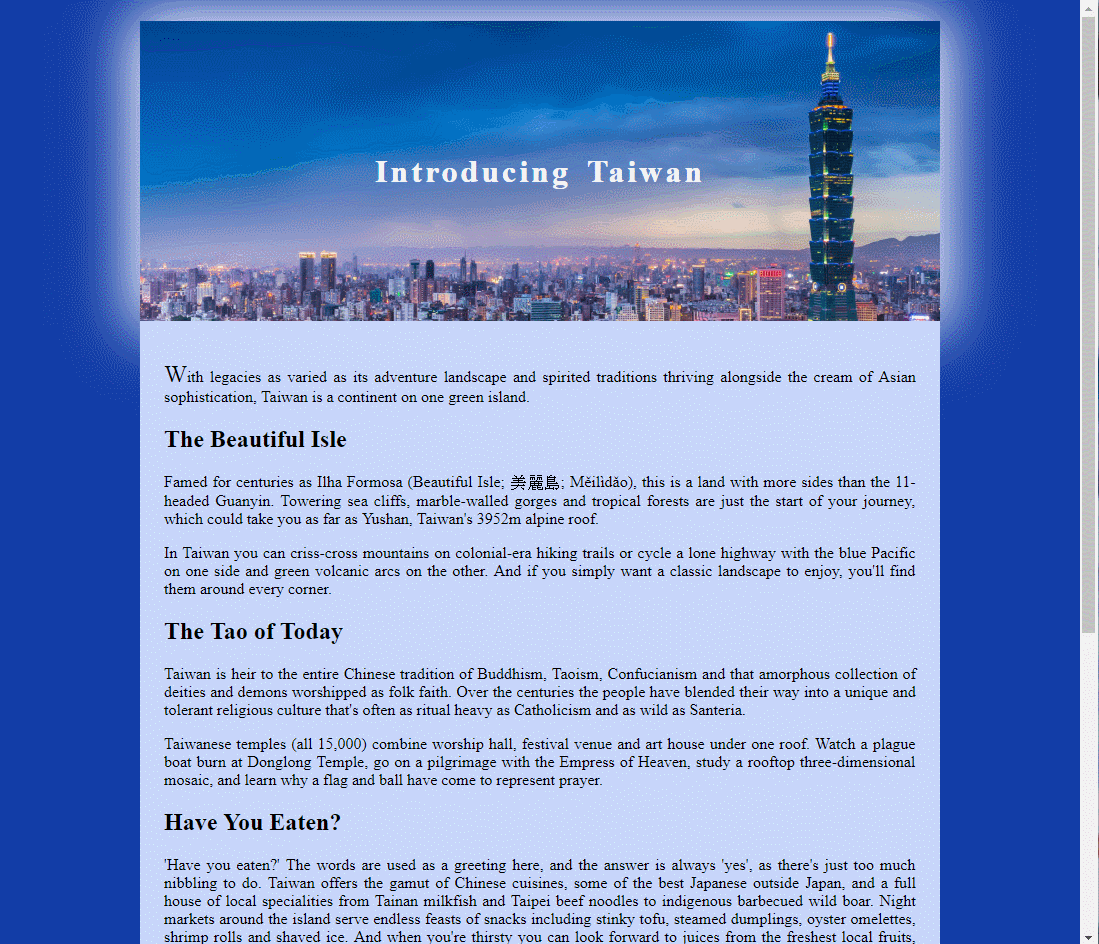 Introducing Taiwan
With legacies as varied as its adventure landscape and spirited traditions thriving alongside the cream of Asian
sophistication, Taiwan is a continent on one green island.
The Beautiful Isle
Famed for centuries as Ilha Formosa (Beautiful Isle; 美麗島; Měilìdǎo), this is a land with more sides than the 11-
headed Guanyin. Towering sea cliffs, marble-walled gorges and tropical forests are just the start of your journey,
which could take you as far as Yushan, Taiwan's 3952m alpine roof.
In Taiwan you can criss-cross mountains on colonial-era hiking trails or cycle a lone highway with the blue Pacific
on one side and green volcanic arcs on the other. And if you simply want a classic landscape to enjoy, you'll find
them around every corner.
The Tao of Today
Taiwan is heir to the entire Chinese tradition of Buddhism, Taoism, Confucianism and that amorphous collection of
deities and demons worshipped as folk faith. Over the centuries the people have blended their way into a unique and
tolerant religious culture that's often as ritual heavy as Catholicism and as wild as Santeria.
Taiwanese temples (all 15,000) combine worship hall, festival venue and art house under one roof. Watch a plague
boat burn at Donglong Temple, go on a pilgrimage with the Empress of Heaven, study a rooftop three-dimensional
mosaic, and learn why a flag and ball have come to represent prayer.
Have You Eaten?
'Have you eaten?' The words are used as a greeting here, and the answer is always 'yes', as there's just too much
nibbling to do. Taiwan offers the gamut of Chinese cuisines, some of the best Japanese outside Japan, and a full
house of local specialities from Tainan milkfish and Taipei beef noodles to indigenous barbecued wild boar. Night
markets around the island serve endless feasts of snacks including stinky tofu, steamed dumplings, oyster omelettes,
shrimp rolls and shaved ice. And when you're thirsty you can look forward to juices from the freshest local fruits,